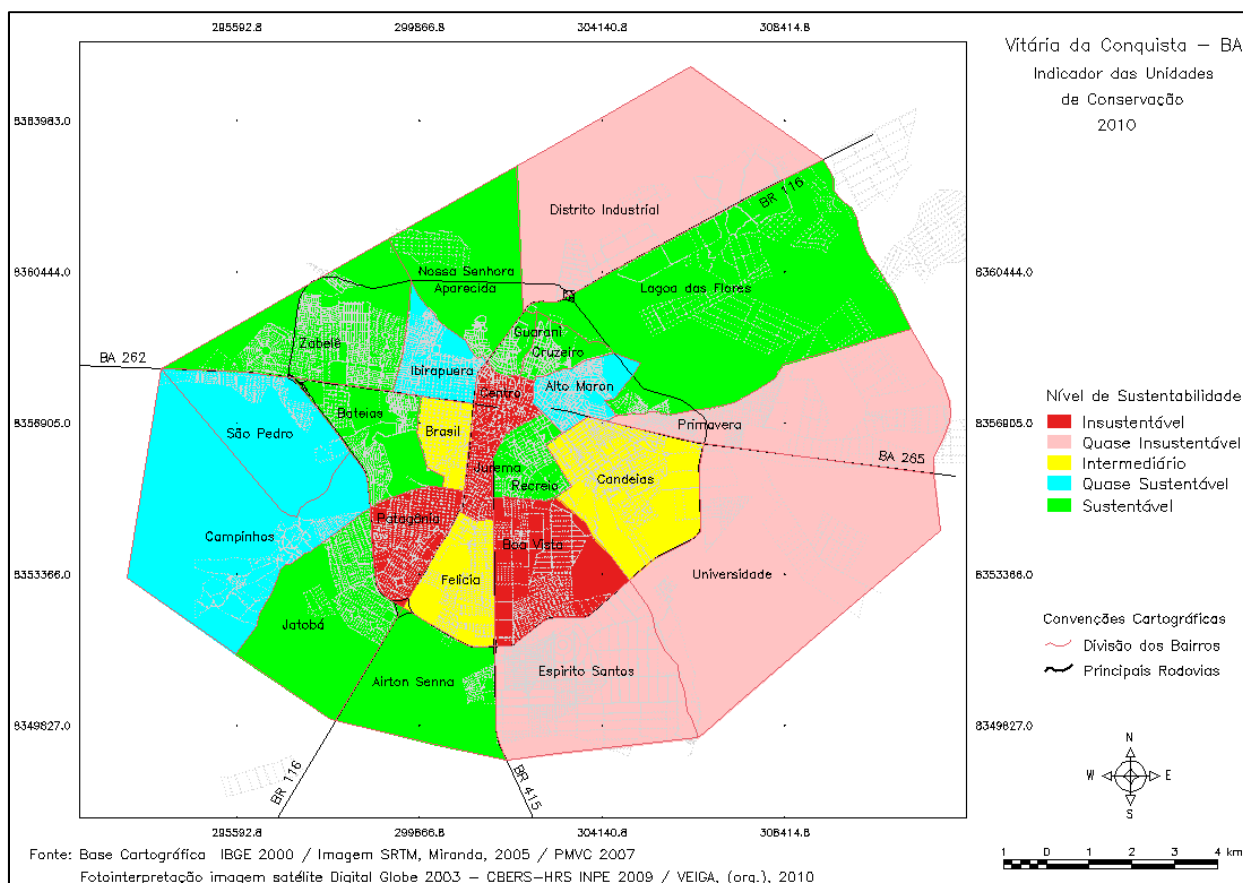 295592.8 299866.8 304140.8 308414.8
Vitária da Conquista - BA
Indicador das Unidades
de Conservação
2010
8363983.0
BR 116
Distrito Industrial
8360444.0
Nossa Senhora
Aparecida
Lagoa das Flores
8360444.0
Guarani
Zabelê
Cruzeiro
BA 262
Ibirapuera
Alto Maron
Centro
Nível de Sustentabilidade
Insustentável
Quase Insustentável
Intermediário
Quase Sustentável
Sustentável
Bateias
8356905.0
São Pedro
Brasil
Primavera
8356905.0
BA 265
Jurema
Recreio
Candeias
Patagânia
Campinhos
Boa Vista
8353366.0
Felícia
Universidade
8353366.0
Jatobá
Convenções Cartográficas
Divisão dos Bairros
Principais Rodovias
Airton Senna
Espirito Santos
8349827.0
8349827.0
BR 116
BR 415
N
W E
S
295592.8 299866.8 304140.8 308414.8
Fonte: Base Cartográfica IBGE 2000 / Imagem SRTM, Miranda, 2005 / PMVC 2007
Fotointerpretação imagem satélite Digital Globe 2003 - CBERS-HRS INPE 2009 / VEIGA, (org.), 2010
1 0 1 2 3 4 km